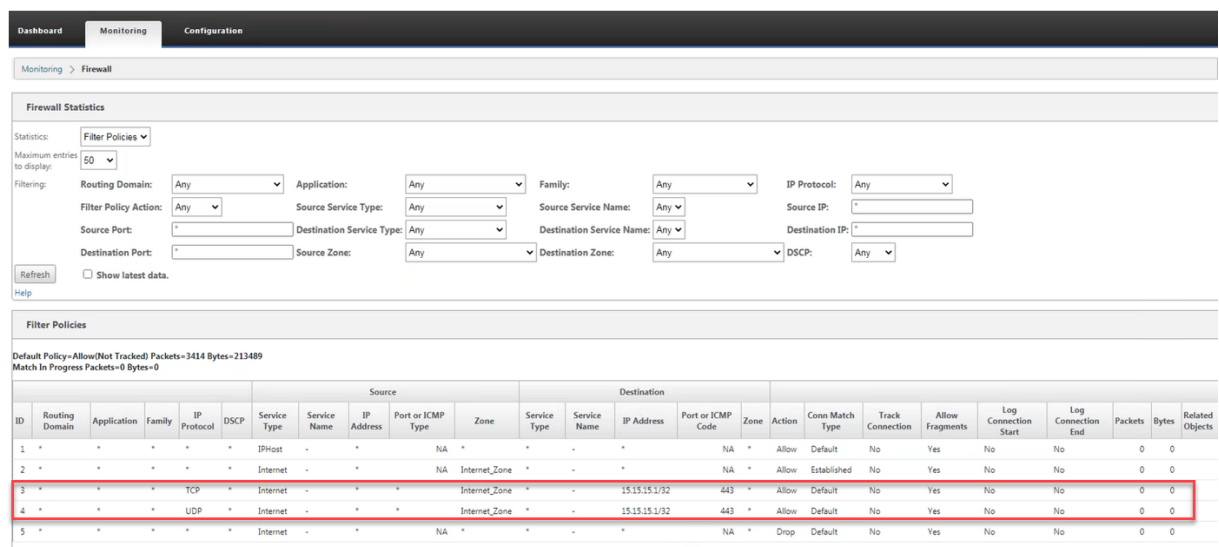 Dashboard Monitoring Configuration
Monitoring > Firewall
Firewall Statistics
Statistics: Filter Policies
Maximum entries to display: 50
Filtering: Routing Domain: Any Application: Any Family: Any IP Protocol: Any
Filter Policy Action: Any Source Service Type: Any Source Service Name: Any Source IP: *
Source Port: * Destination Service Type: Any Destination Service Name: Any Destination IP: *
Destination Port: * Source Zone: Any Destination Zone: Any DSCP: Any
Refresh Show latest data.
Help
Filter Policies
Default Policy=Allow(Not Tracked) Packets=3414 Bytes=213489
Match In Progress Packets=0 Bytes=0
Source Destination
ID Routing Domain Application Family IP Protocol DSCP Service Type Service Name IP Address Port or ICMP Type Zone Service Type Service Name IP Address Port or ICMP Code Zone Action Conn Match Type Track Connection Allow Fragments Log Connection Start Log Connection End Packets Bytes Related Objects
1 * * * * * IPHost - * NA * * - * NA * Allow Default No Yes No No 0 0
2 * * * * * Internet - * NA Internet_Zone * - * NA * Allow Established No Yes No No 0 0
3 * * * TCP * Internet - * * Internet_Zone * - 15.15.15.1/32 443 * Allow Default No Yes No No 0 0
4 * * * UDP * Internet - * * Internet_Zone * - 15.15.15.1/32 443 * Allow Default No Yes No No 0 0
5 * * * * * Internet - * NA * * - * NA * Drop Default No Yes No No 0 0